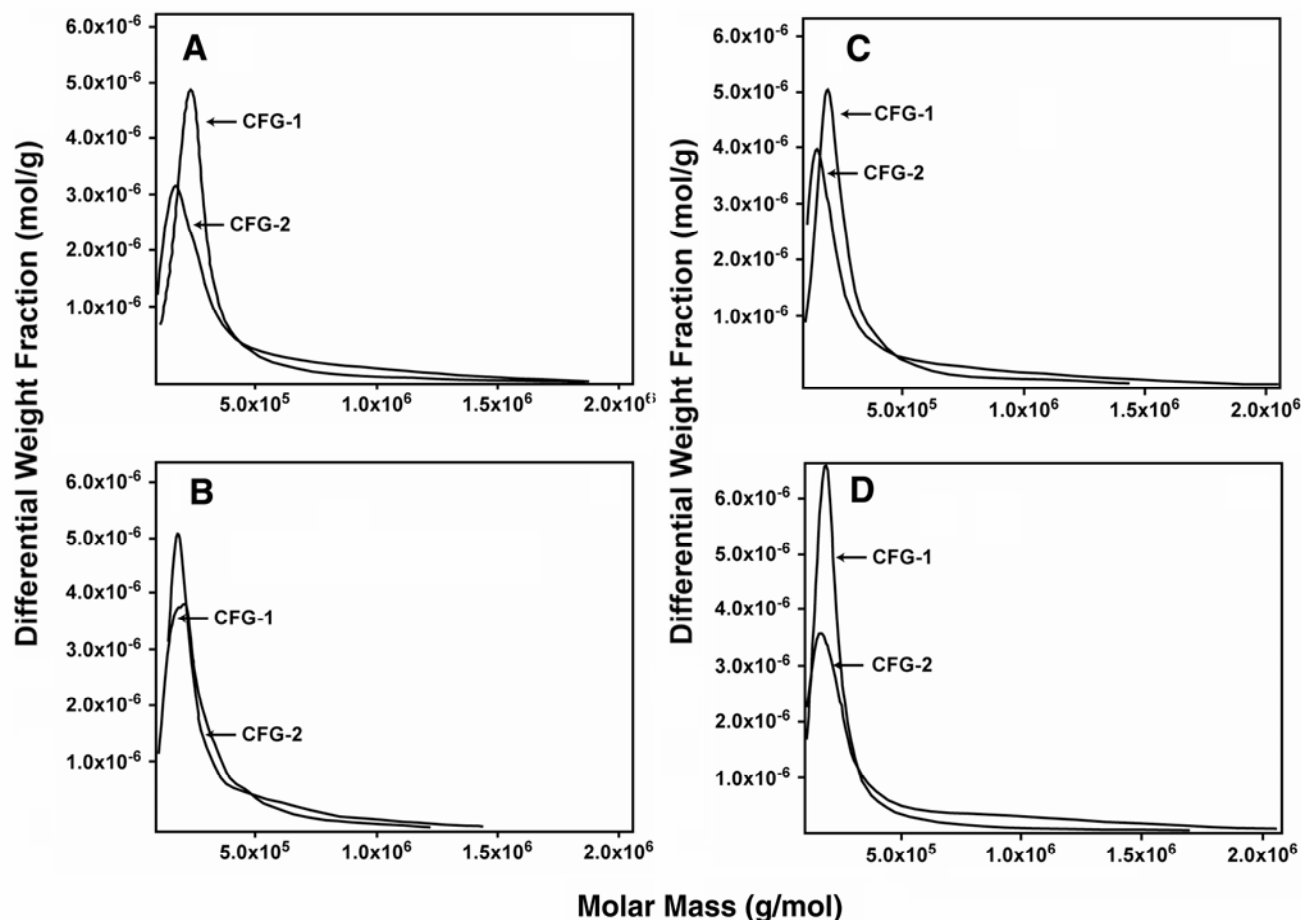 Differential Weight Fraction (mol/g)
A
6.0x10⁻⁶
5.0x10⁻⁶
4.0x10⁻⁶
3.0x10⁻⁶
2.0x10⁻⁶
1.0x10⁻⁶
CFG-1
CFG-2
5.0x10⁵ 1.0x10⁶ 1.5x10⁶ 2.0x10⁶
B
6.0x10⁻⁶
5.0x10⁻⁶
4.0x10⁻⁶
3.0x10⁻⁶
2.0x10⁻⁶
1.0x10⁻⁶
CFG-1
CFG-2
5.0x10⁵ 1.0x10⁶ 1.5x10⁶ 2.0x10⁶
Differential Weight Fraction (mol/g)
C
6.0x10⁻⁶
5.0x10⁻⁶
4.0x10⁻⁶
3.0x10⁻⁶
2.0x10⁻⁶
1.0x10⁻⁶
CFG-1
CFG-2
5.0x10⁵ 1.0x10⁶ 1.5x10⁶ 2.0x10⁶
D
6.0x10⁻⁶
5.0x10⁻⁶
4.0x10⁻⁶
3.0x10⁻⁶
2.0x10⁻⁶
1.0x10⁻⁶
CFG-1
CFG-2
5.0x10⁵ 1.0x10⁶ 1.5x10⁶ 2.0x10⁶
Molar Mass (g/mol)